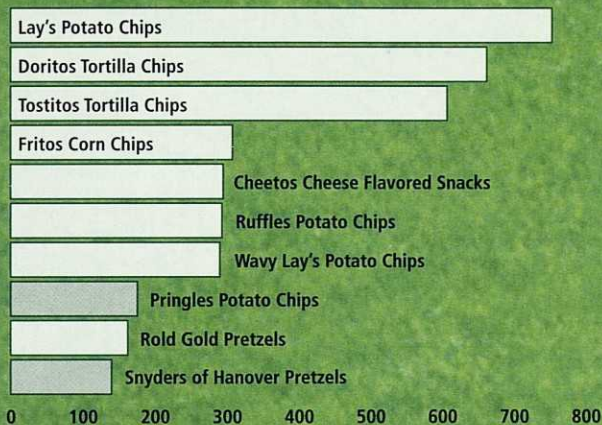 Lay's Potato Chips
Doritos Tortilla Chips
Tostitos Tortilla Chips
Fritos Corn Chips
Cheetos Cheese Flavored Snacks
Ruffles Potato Chips
Wavy Lay's Potato Chips
Pringles Potato Chips
Rold Gold Pretzels
Snyders of Hanover Pretzels
0 100 200 300 400 500 600 700 800